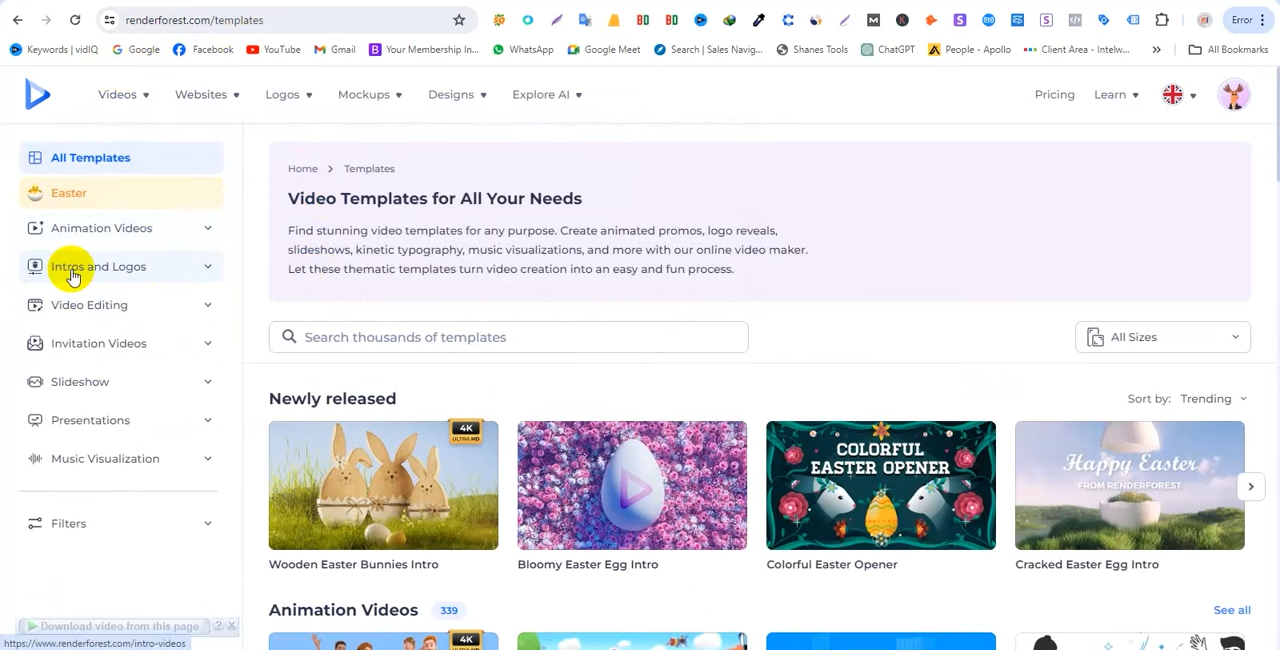 renderforest.com/templates
Error
Keywords | vidIQ
Google
Facebook
YouTube
Gmail
Your Membership In...
WhatsApp
Google Meet
Search | Sales Navig...
Shanes Tools
ChatGPT
People - Apollo
Client Area - Intelw...
All Bookmarks
Videos
Websites
Logos
Mockups
Designs
Explore AI
Pricing
Learn
All Templates
Easter
Animation Videos
Intros and Logos
Video Editing
Invitation Videos
Slideshow
Presentations
Music Visualization
Filters
Download video from this page
? X
https://www.renderforest.com/intro-videos
Home > Templates
Video Templates for All Your Needs
Find stunning video templates for any purpose. Create animated promos, logo reveals,
slideshows, kinetic typography, music visualizations, and more with our online video maker.
Let these thematic templates turn video creation into an easy and fun process.
Search thousands of templates
All Sizes
Newly released
Sort by: Trending
4K
ULTRA HD
COLORFUL
EASTER OPENER
Happy Easter
FROM RENDERFOREST
Wooden Easter Bunnies Intro
Bloomy Easter Egg Intro
Colorful Easter Opener
Cracked Easter Egg Intro
Animation Videos 339
See all
4K
ULTRA HD